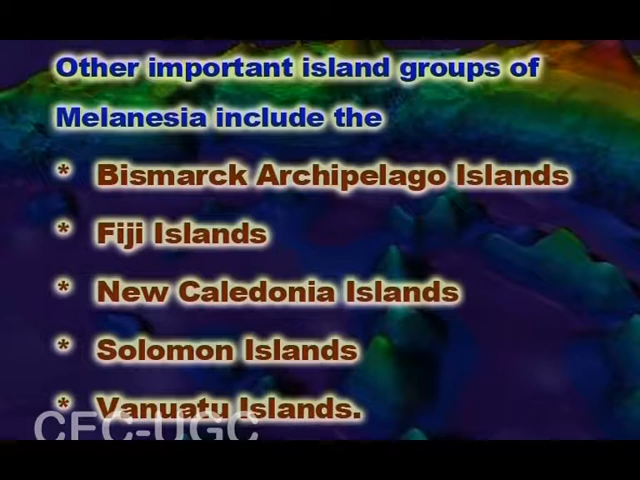 Other important island groups of
Melanesia include the
* Bismarck Archipelago Islands
* Fiji Islands
* New Caledonia Islands
* Solomon Islands
* Vanuatu Islands.
CEC-UGC